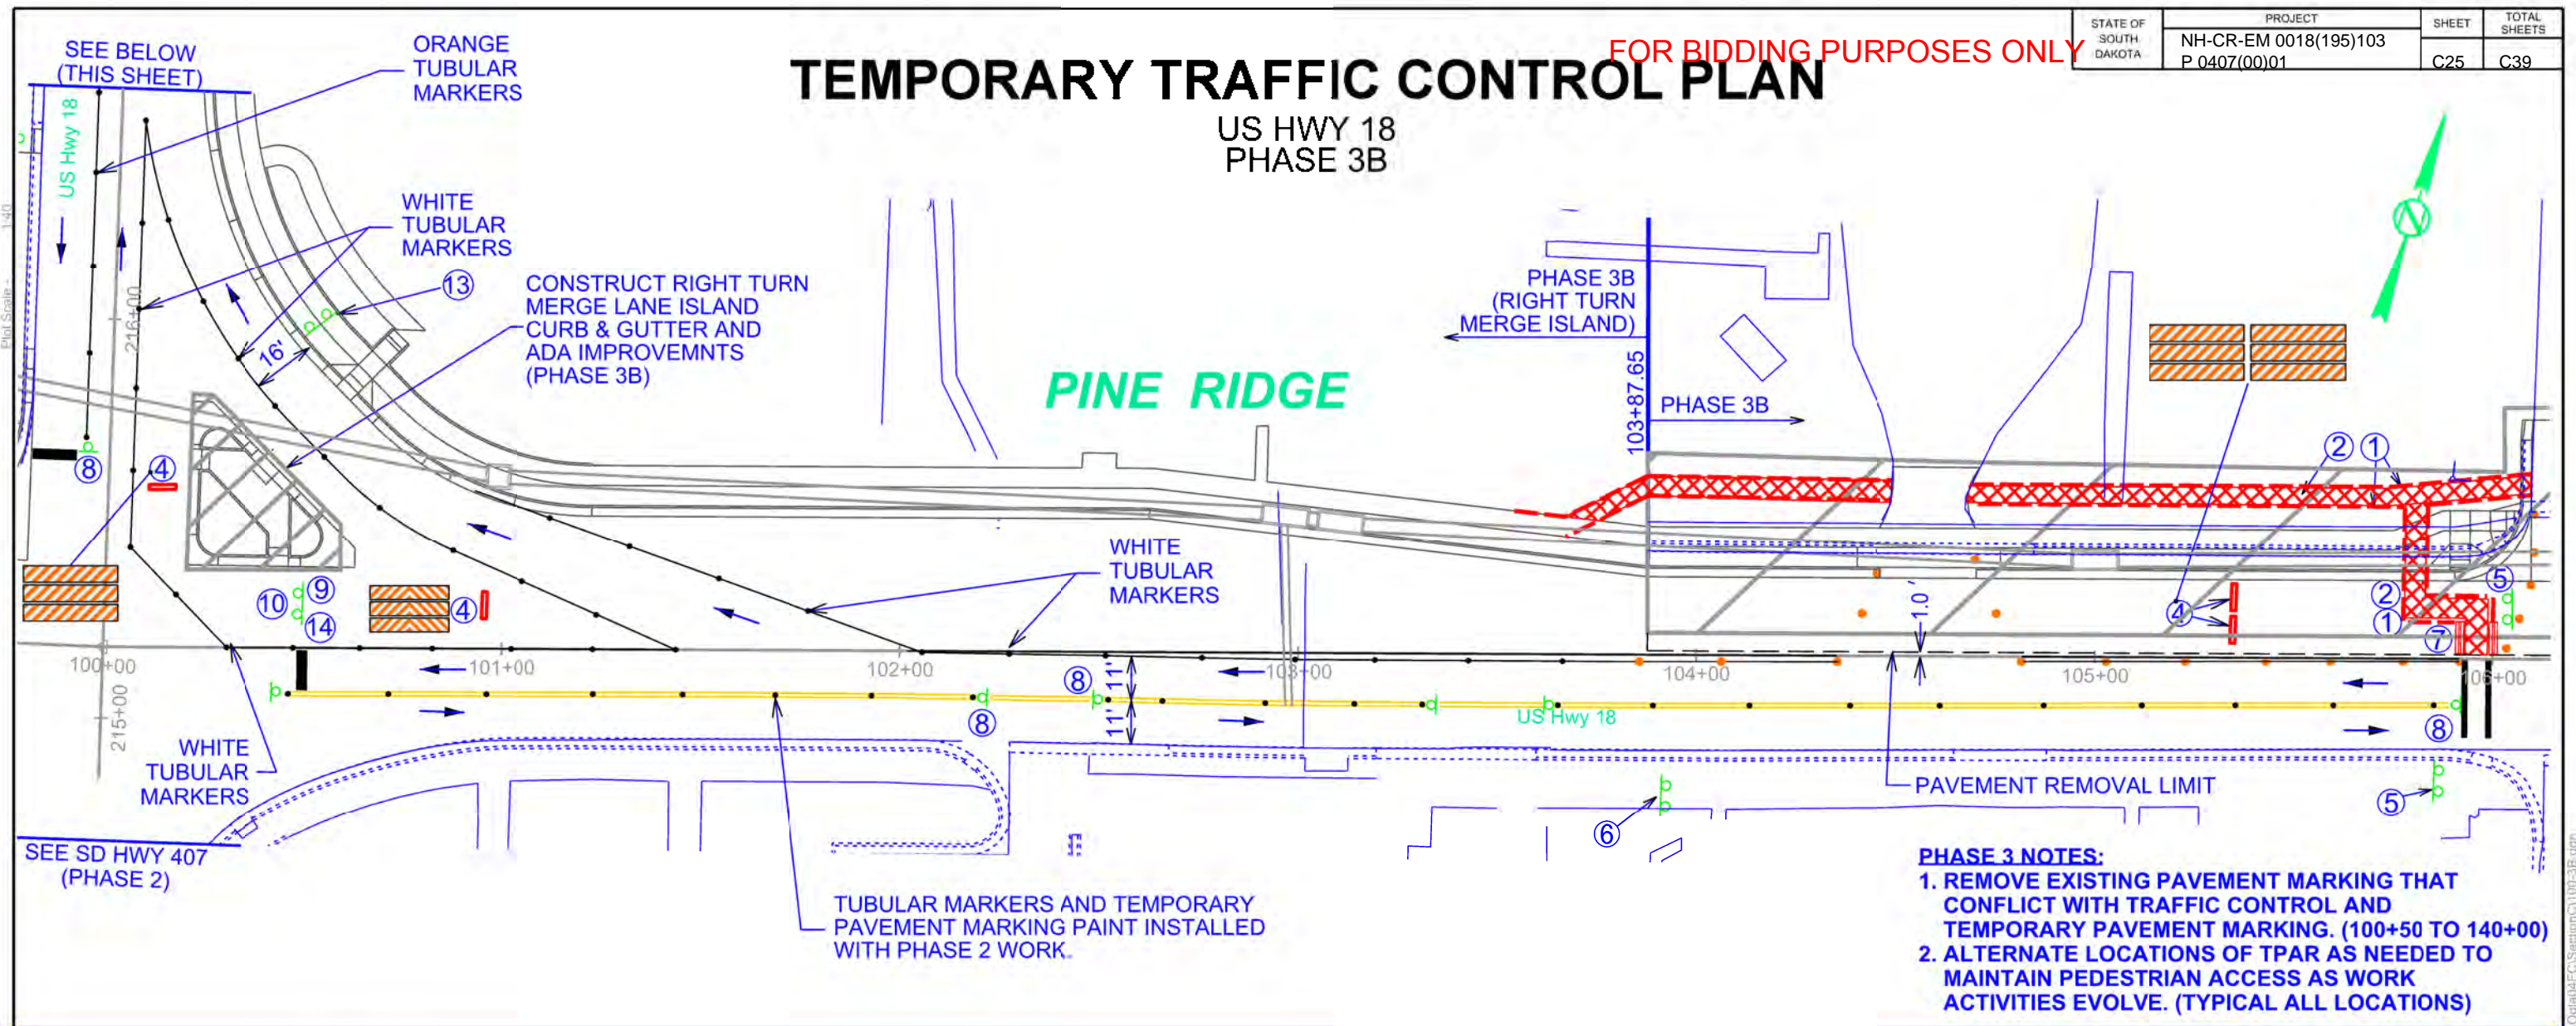 STATE OF
SOUTH
DAKOTA
PROJECT
NH-CR-EM 0018(195)103
P 0407(00)01
SHEET
C25
TOTAL
SHEETS
C39
FOR BIDDING PURPOSES ONLY
TEMPORARY TRAFFIC CONTROL PLAN
US HWY 18
PHASE 3B
SEE BELOW
(THIS SHEET)
ORANGE
TUBULAR
MARKERS
US Hwy 18
Plot Scale - 1:40
WHITE
TUBULAR
MARKERS
13
CONSTRUCT RIGHT TURN
MERGE LANE ISLAND
CURB & GUTTER AND
ADA IMPROVEMNTS
(PHASE 3B)
216+00
16'
PINE RIDGE
PHASE 3B
(RIGHT TURN
MERGE ISLAND)
103+87.65
PHASE 3B
2
1
8
4
10
9
14
4
WHITE
TUBULAR
MARKERS
1.0 '
4
2
1
5
7
100+00
101+00
102+00
103+00
104+00
105+00
106+00
215+00
8
11'
11'
8
8
US Hwy 18
WHITE
TUBULAR
MARKERS
PAVEMENT REMOVAL LIMIT
5
6
SEE SD HWY 407
(PHASE 2)
TUBULAR MARKERS AND TEMPORARY
PAVEMENT MARKING PAINT INSTALLED
WITH PHASE 2 WORK.
PHASE 3 NOTES:
1. REMOVE EXISTING PAVEMENT MARKING THAT
CONFLICT WITH TRAFFIC CONTROL AND
TEMPORARY PAVEMENT MARKING. (100+50 TO 140+00)
2. ALTERNATE LOCATIONS OF TPAR AS NEEDED TO
MAINTAIN PEDESTRIAN ACCESS AS WORK
ACTIVITIES EVOLVE. (TYPICAL ALL LOCATIONS)